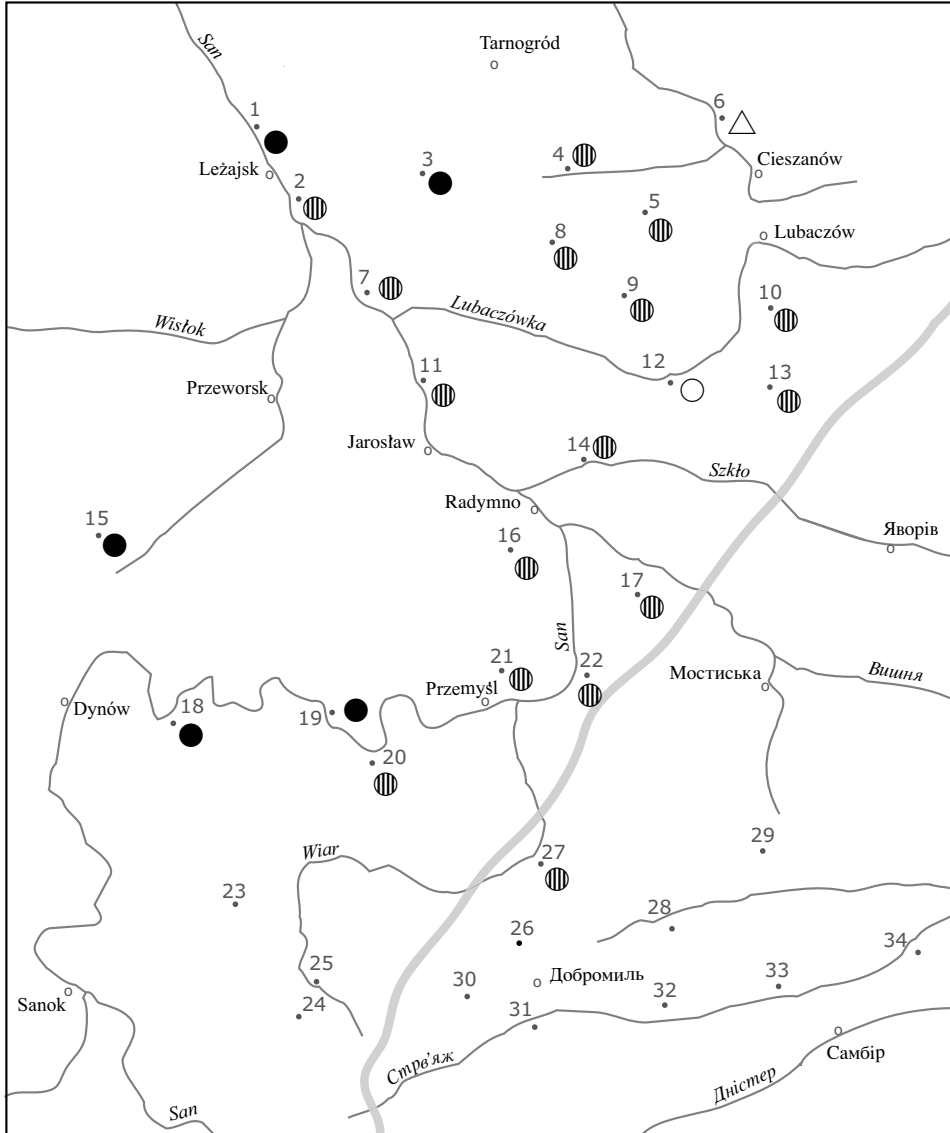 San
Tarnogród
1
6
3
4
Leżajsk
Cieszanów
2
5
8
Lubaczów
7
9
10
Lubaczówka
Wisłok
11
12
13
Przeworsk
14
Jarosław
Szkło
Radymno
15
Яворів
16
17
San
21
22
Przemyśl
Мостиська
Вишня
18
Dynów
19
20
29
Wiar
27
23
28
26
34
25
30
Добромиль
33
Sanok
24
31
32
Самбір
Стрв’яж
Дністер
San